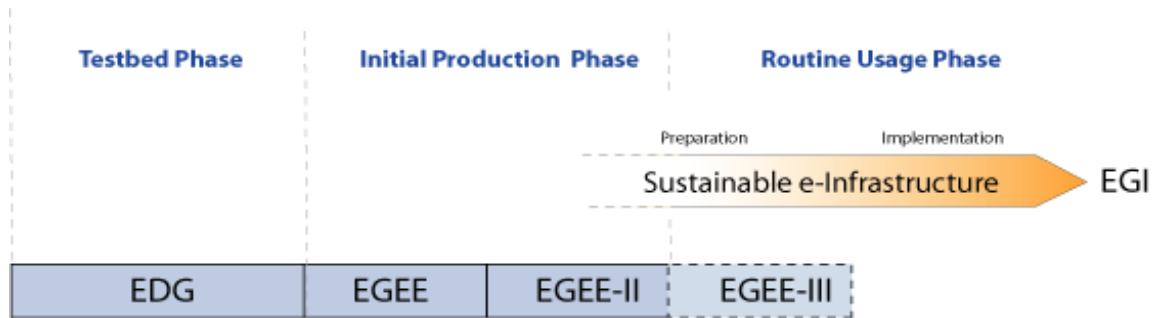 Testbed Phase
Initial Production Phase
Routine Usage Phase
Preparation
Implementation
Sustainable e-Infrastructure
EGI
EDG
EGEE
EGEE-II
EGEE-III